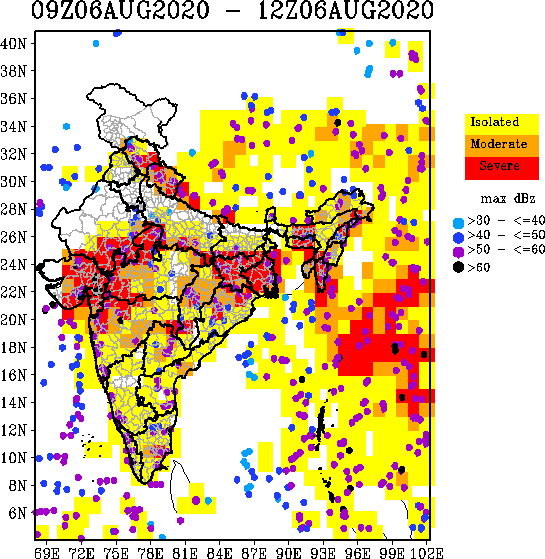 09Z06AUG2020 - 12Z06AUG2020
40N
38N
36N
34N
32N
30N
28N
26N
24N
22N
20N
18N
16N
14N
12N
10N
8N
6N
69E 72E 75E 78E 81E 84E 87E 90E 93E 96E 99E 102E
Isolated
Moderate
Severe
max dBz
>30 - <=40
>40 - <=50
>50 - <=60
>60